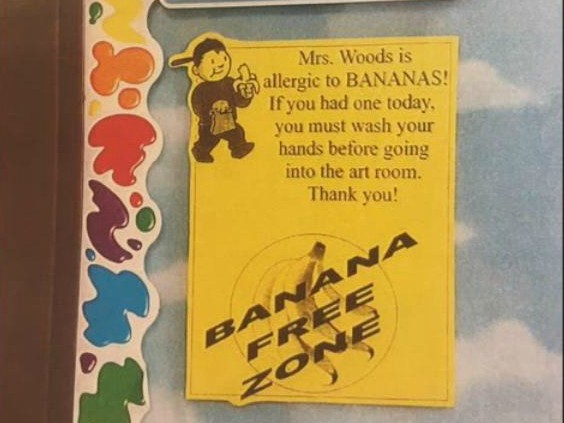 Mrs. Woods is
allergic to BANANAS!
If you had one today,
you must wash your
hands before going
into the art room.
Thank you!
BANANA
FREE
ZONE